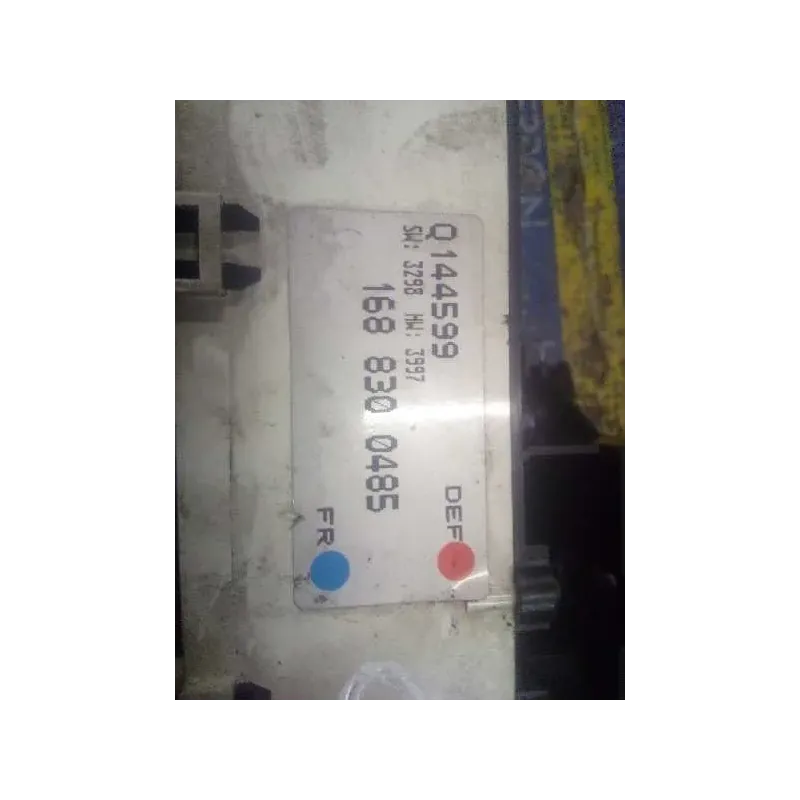 Q144599
SW: 3298 HW: 3997
168 830 0485
DEF
FR